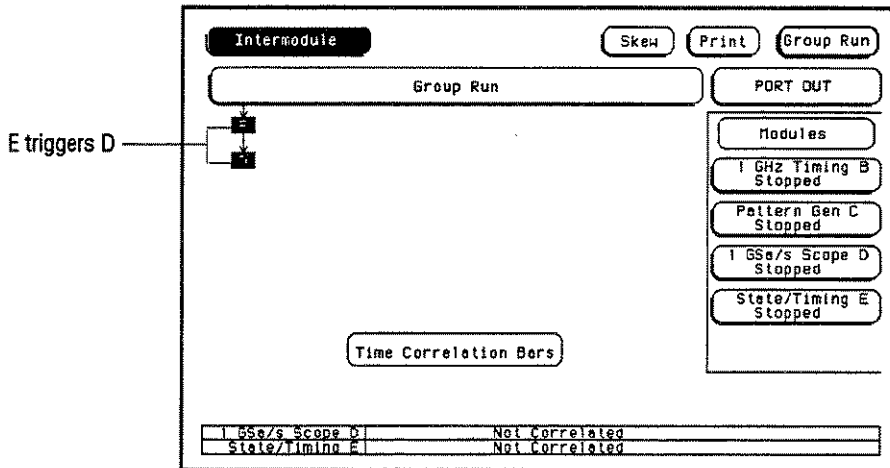 Intermodule Skew Print Group Run
Group Run PORT OUT
E triggers D
E
Modules
1 GHz Timing B
Stopped
Pattern Gen C
Stopped
1 GSa/s Scope D
Stopped
State/Timing E
Stopped
Time Correlation Bars
1 GSa/s Scope D Not Correlated
State/Timing E Not Correlated